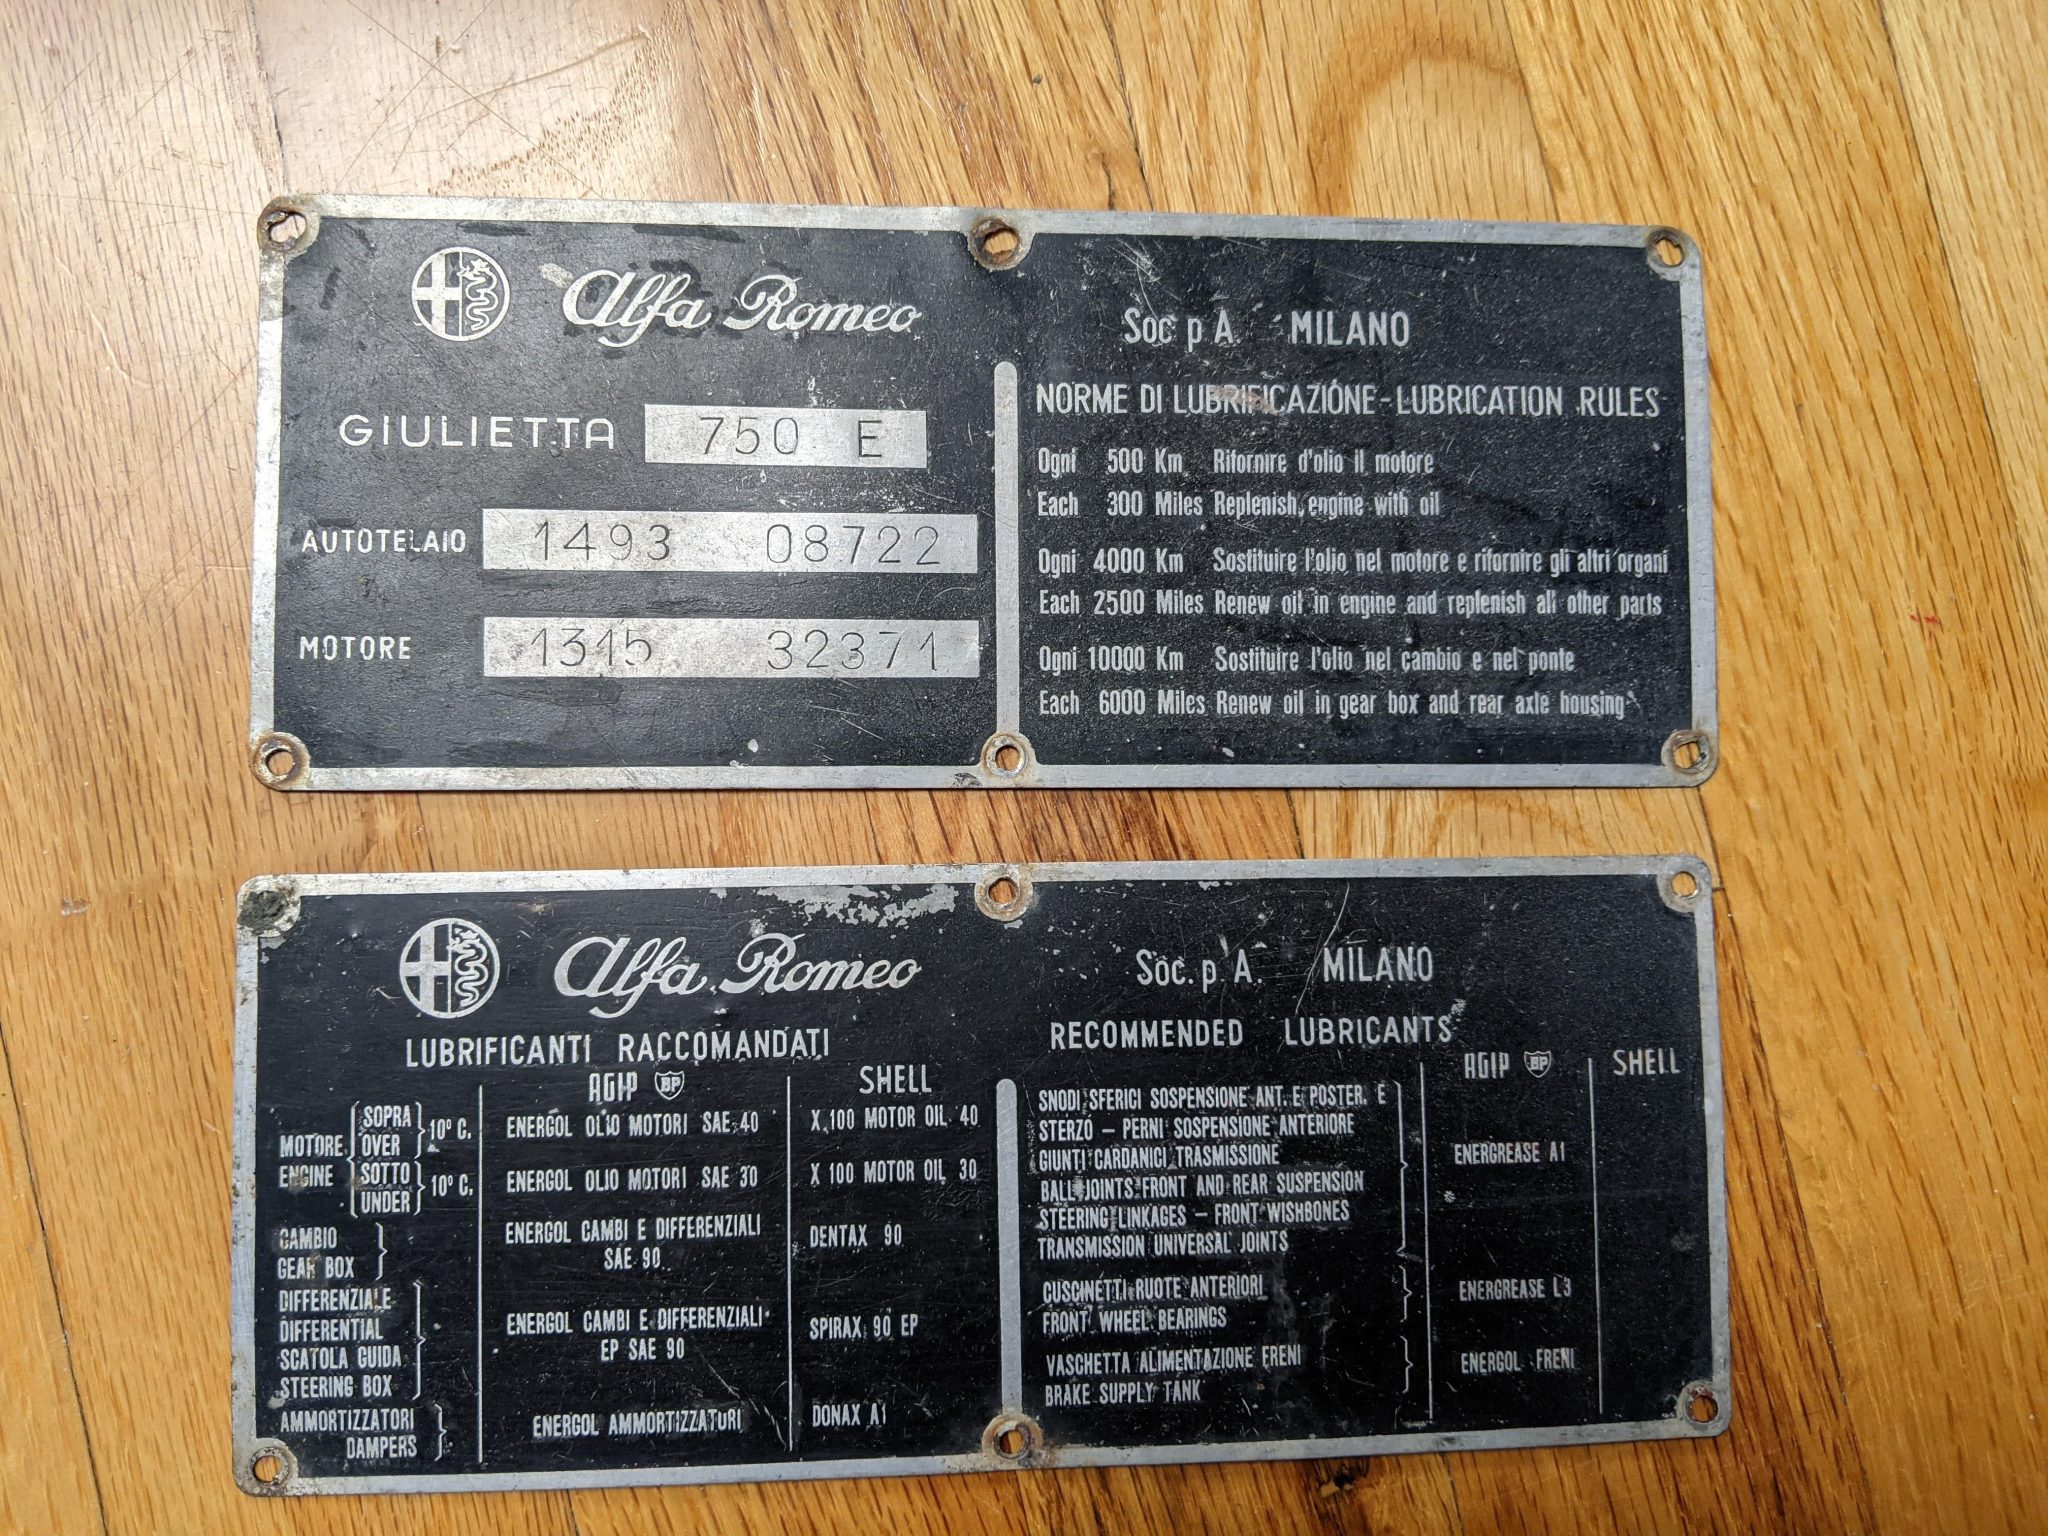 Alfa Romeo
GIULIETTA 750 E
AUTOTELAIO 1493 08722
MOTORE 1315 32371
Soc. p A. MILANO
NORME DI LUBRIFICAZIONE-LUBRICATION RULES
Ogni 500 Km Rifornire d'olio il motore
Each 300 Miles Replenish engine with oil
Ogni 4000 Km Sostituire l'olio nel motore e rifornire gli altri organi
Each 2500 Miles Renew oil in engine and replenish all other parts
Ogni 10000 Km Sostituire l'olio nel cambio e nel ponte
Each 6000 Miles Renew oil in gear box and rear axle housing
Alfa Romeo
LUBRIFICANTI RACCOMANDATI
AGIP BP SHELL
MOTORE ENGINE
SOPRA OVER 10° C. ENERGOL OLIO MOTORI SAE 40 X 100 MOTOR OIL 40
SOTTO UNDER 10° C. ENERGOL OLIO MOTORI SAE 30 X 100 MOTOR OIL 30
CAMBIO
GEAR BOX
ENERGOL CAMBI E DIFFERENZIALI
SAE 90
DENTAX 90
DIFFERENZIALE
DIFFERENTIAL
SCATOLA GUIDA
STEERING BOX
ENERGOL CAMBI E DIFFERENZIALI
EP SAE 90
SPIRAX 90 EP
AMMORTIZZATORI
DAMPERS
ENERGOL AMMORTIZZATORI
DONAX A1
Soc. p A. MILANO
RECOMMENDED LUBRICANTS
AGIP BP SHELL
SNODI SFERICI SOSPENSIONE ANT. E POSTER. E
STERZO – PERNI SOSPENSIONE ANTERIORE
GIUNTI CARDANICI TRASMISSIONE
BALL JOINTS FRONT AND REAR SUSPENSION
STEERING LINKAGES – FRONT WISHBONES
TRANSMISSION UNIVERSAL JOINTS
ENERGREASE A1
CUSCINETTI RUOTE ANTERIORI
FRONT WHEEL BEARINGS
ENERGREASE L3
VASCHETTA ALIMENTAZIONE FRENI
BRAKE SUPPLY TANK
ENERGOL FRENI